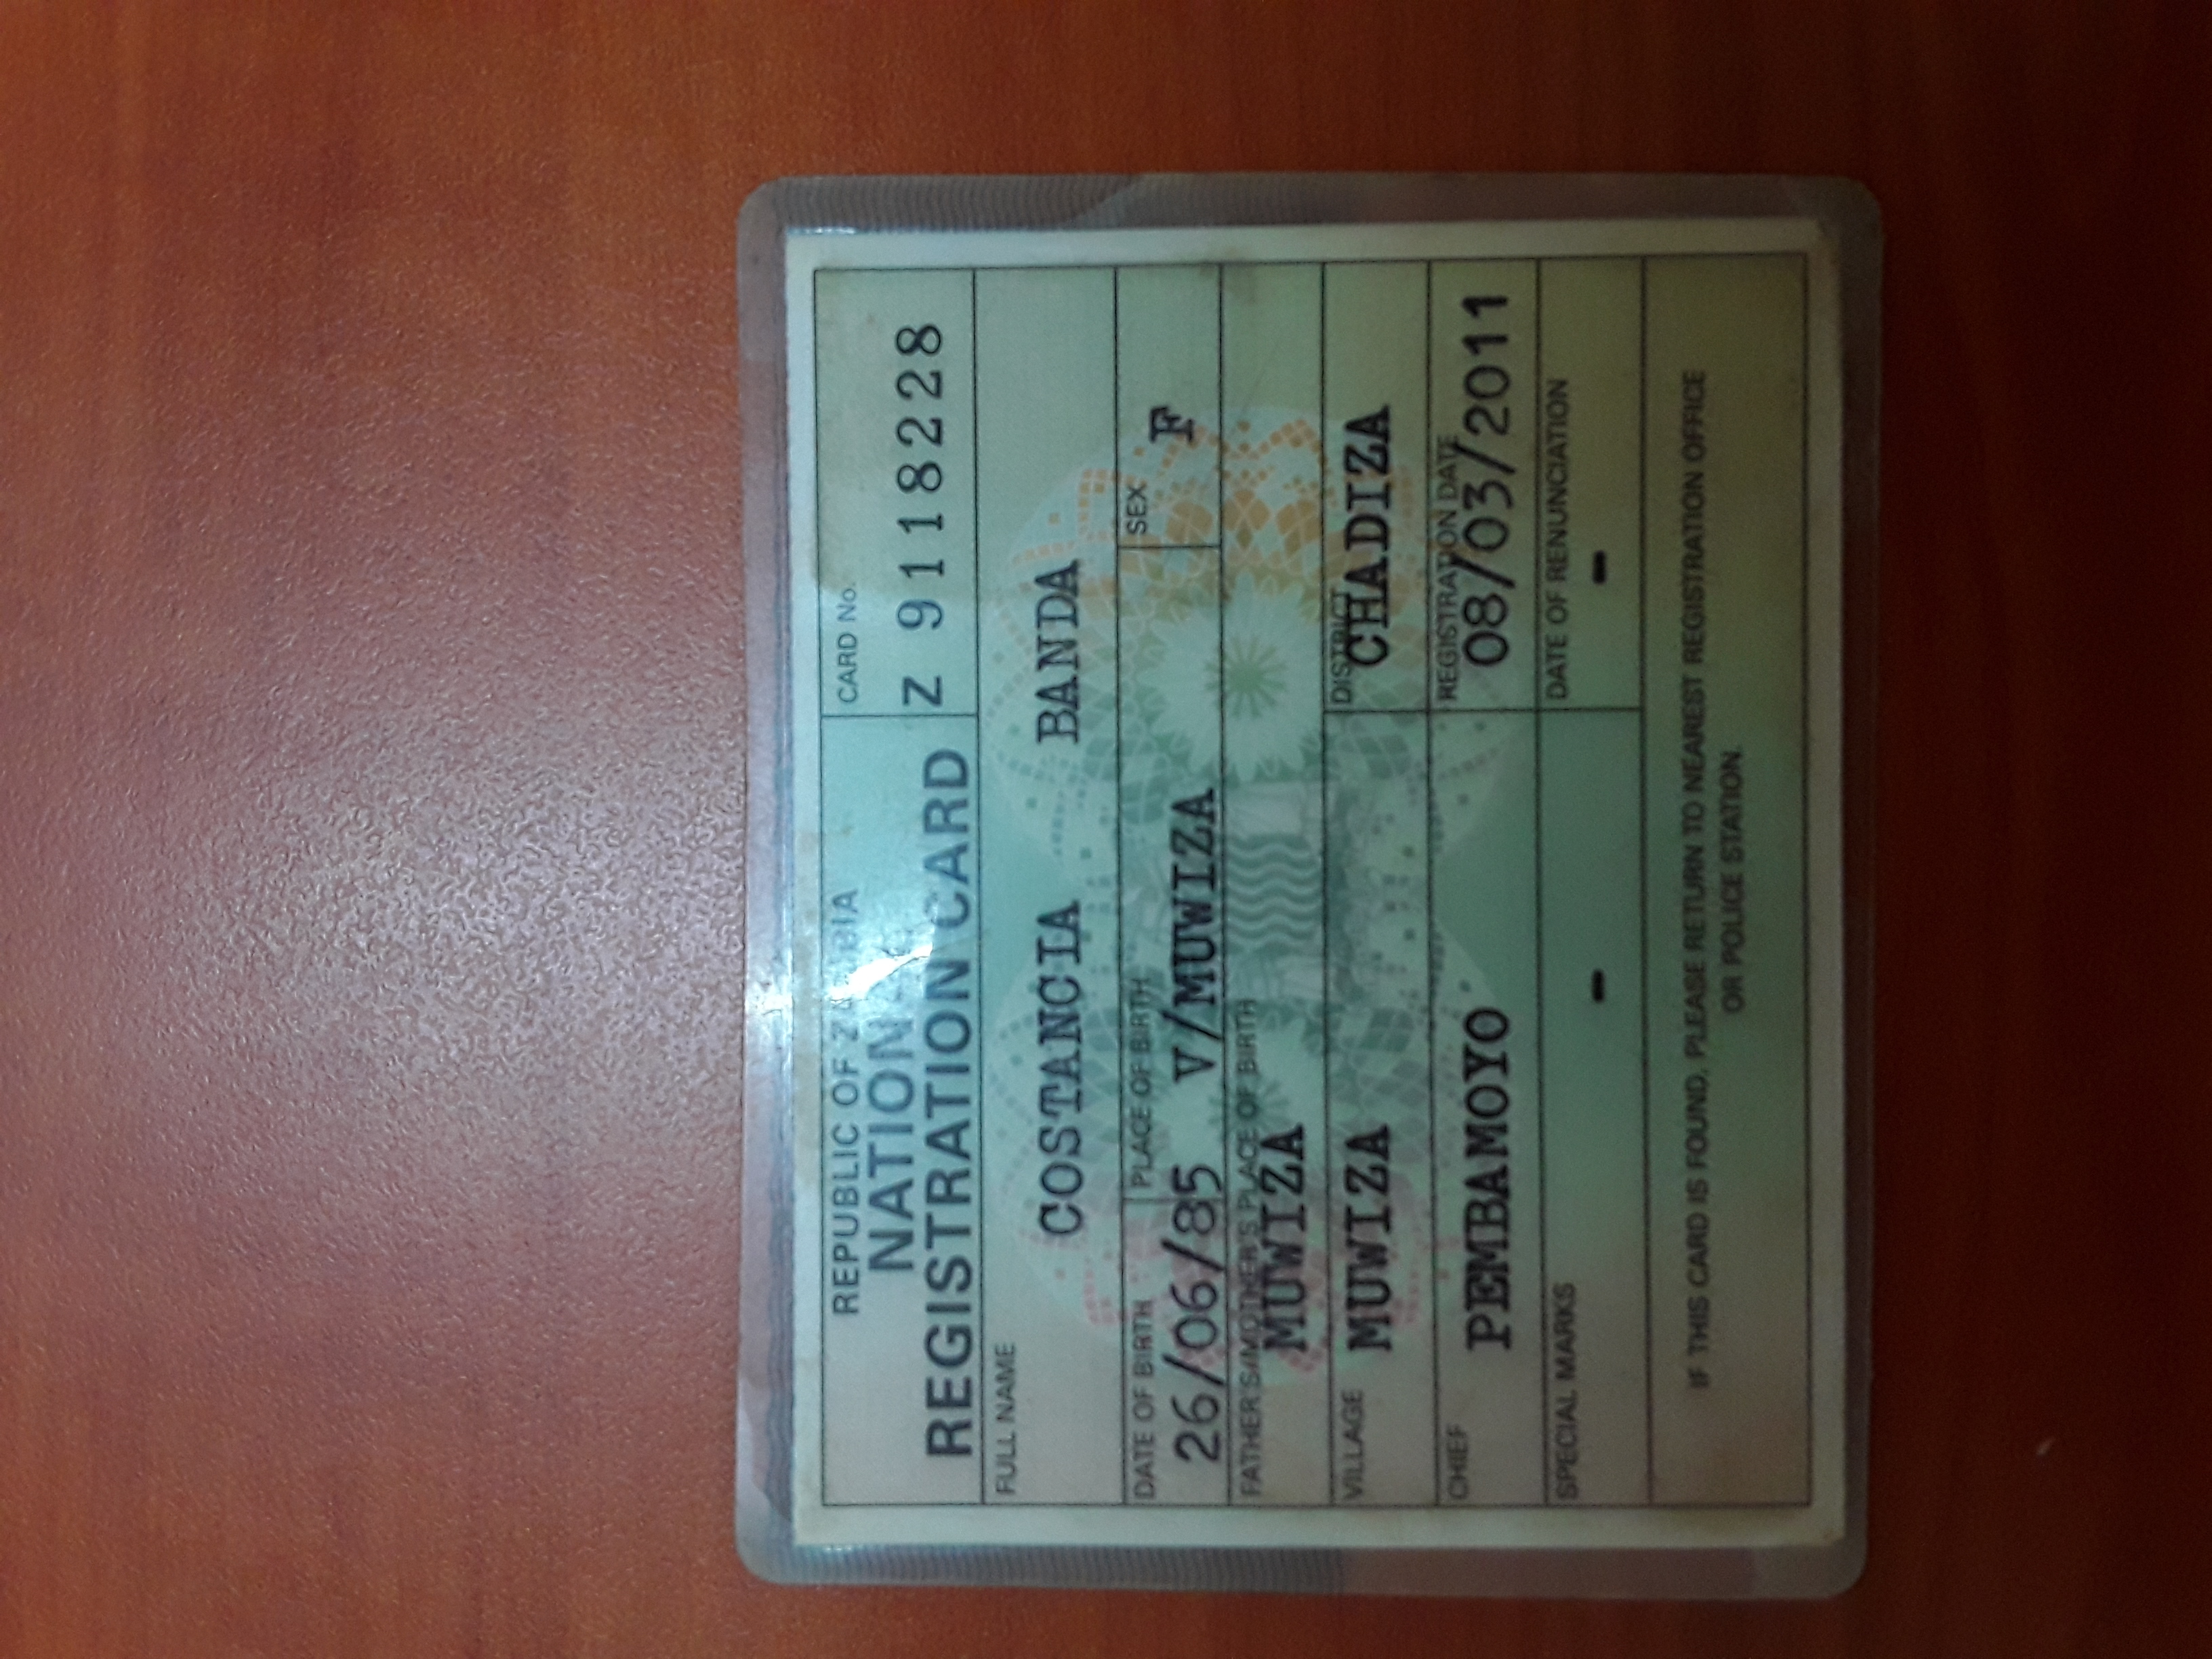 REPUBLIC OF ZAMBIA
NATIONAL
REGISTRATION CARD
CARD No.
Z 9118228
FULL NAME
COSTANCIA BANDA
DATE OF BIRTH PLACE OF BIRTH SEX
26/06/85 V/MUWIZA F
FATHER'S/MOTHER'S PLACE OF BIRTH
MUWIZA
VILLAGE MUWIZA
DISTRICT
CHADIZA
CHIEF PEMBAMOYO
REGISTRATION DATE
08/03/2011
SPECIAL MARKS
-
DATE OF RENUNCIATION
-
IF THIS CARD IS FOUND, PLEASE RETURN TO NEAREST REGISTRATION OFFICE
OR POLICE STATION